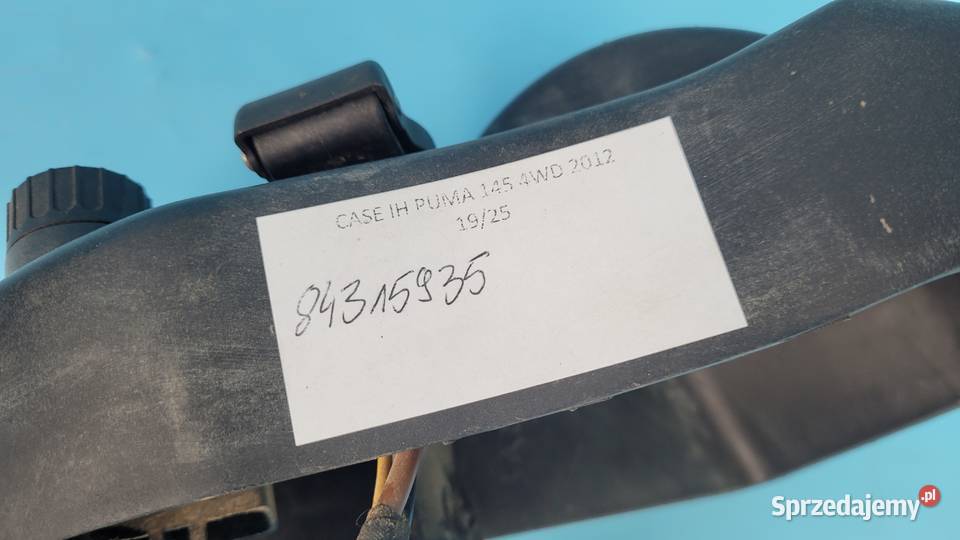 CASE IH PUMA 145 4WD 2012
19/25
84315935
Sprzedajemy.pl